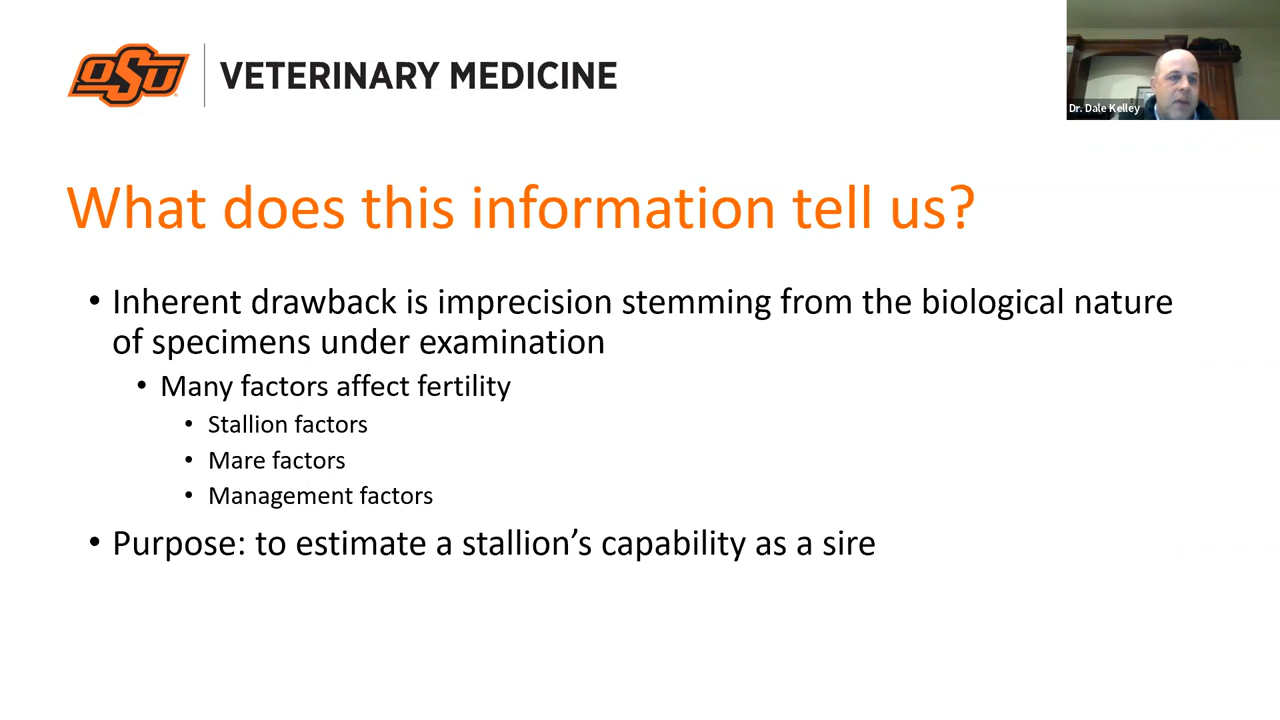 OSU
VETERINARY MEDICINE
Dr. Dale Kelley
What does this information tell us?
• Inherent drawback is imprecision stemming from the biological nature
of specimens under examination
• Many factors affect fertility
• Stallion factors
• Mare factors
• Management factors
• Purpose: to estimate a stallion’s capability as a sire